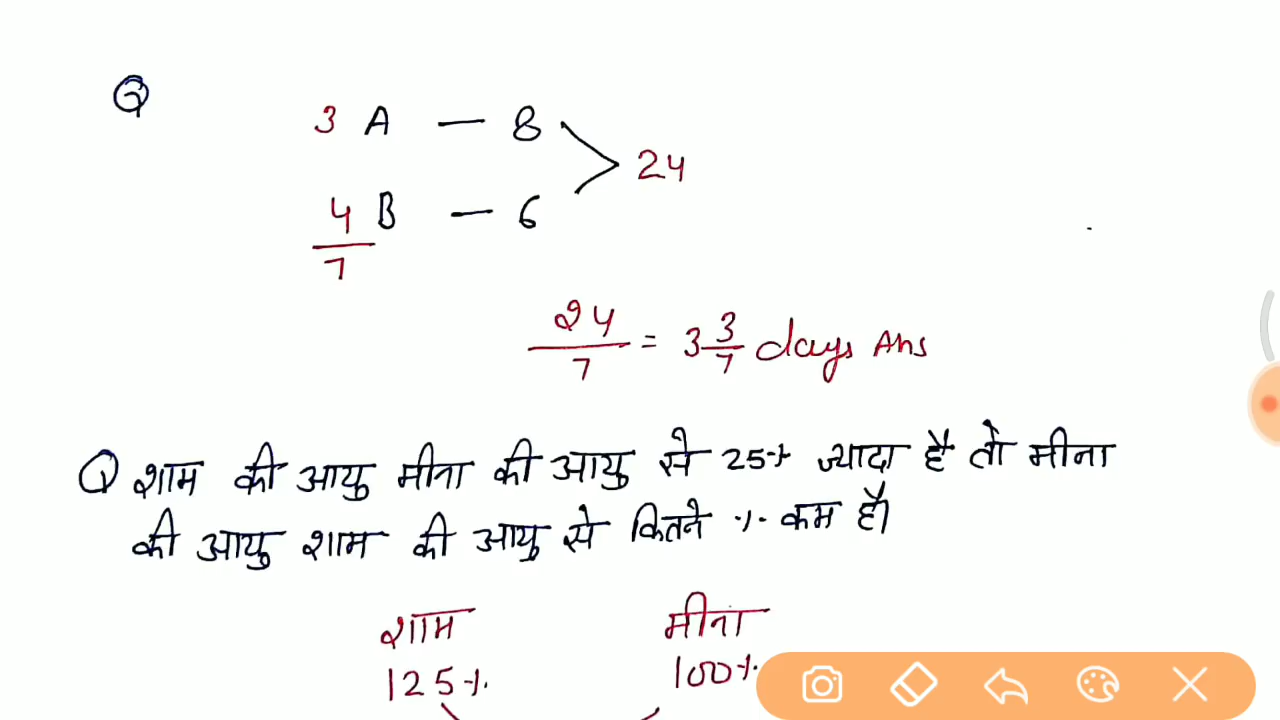 Q
3 A — 8
24
4 B — 6
7
24/7 = 3 3/7 days Ans
Q शाम की आयु मीना की आयु से 25% ज्यादा है तो मीना
की आयु शाम की आयु से कितने % कम है।
शाम मीना
125% 100%